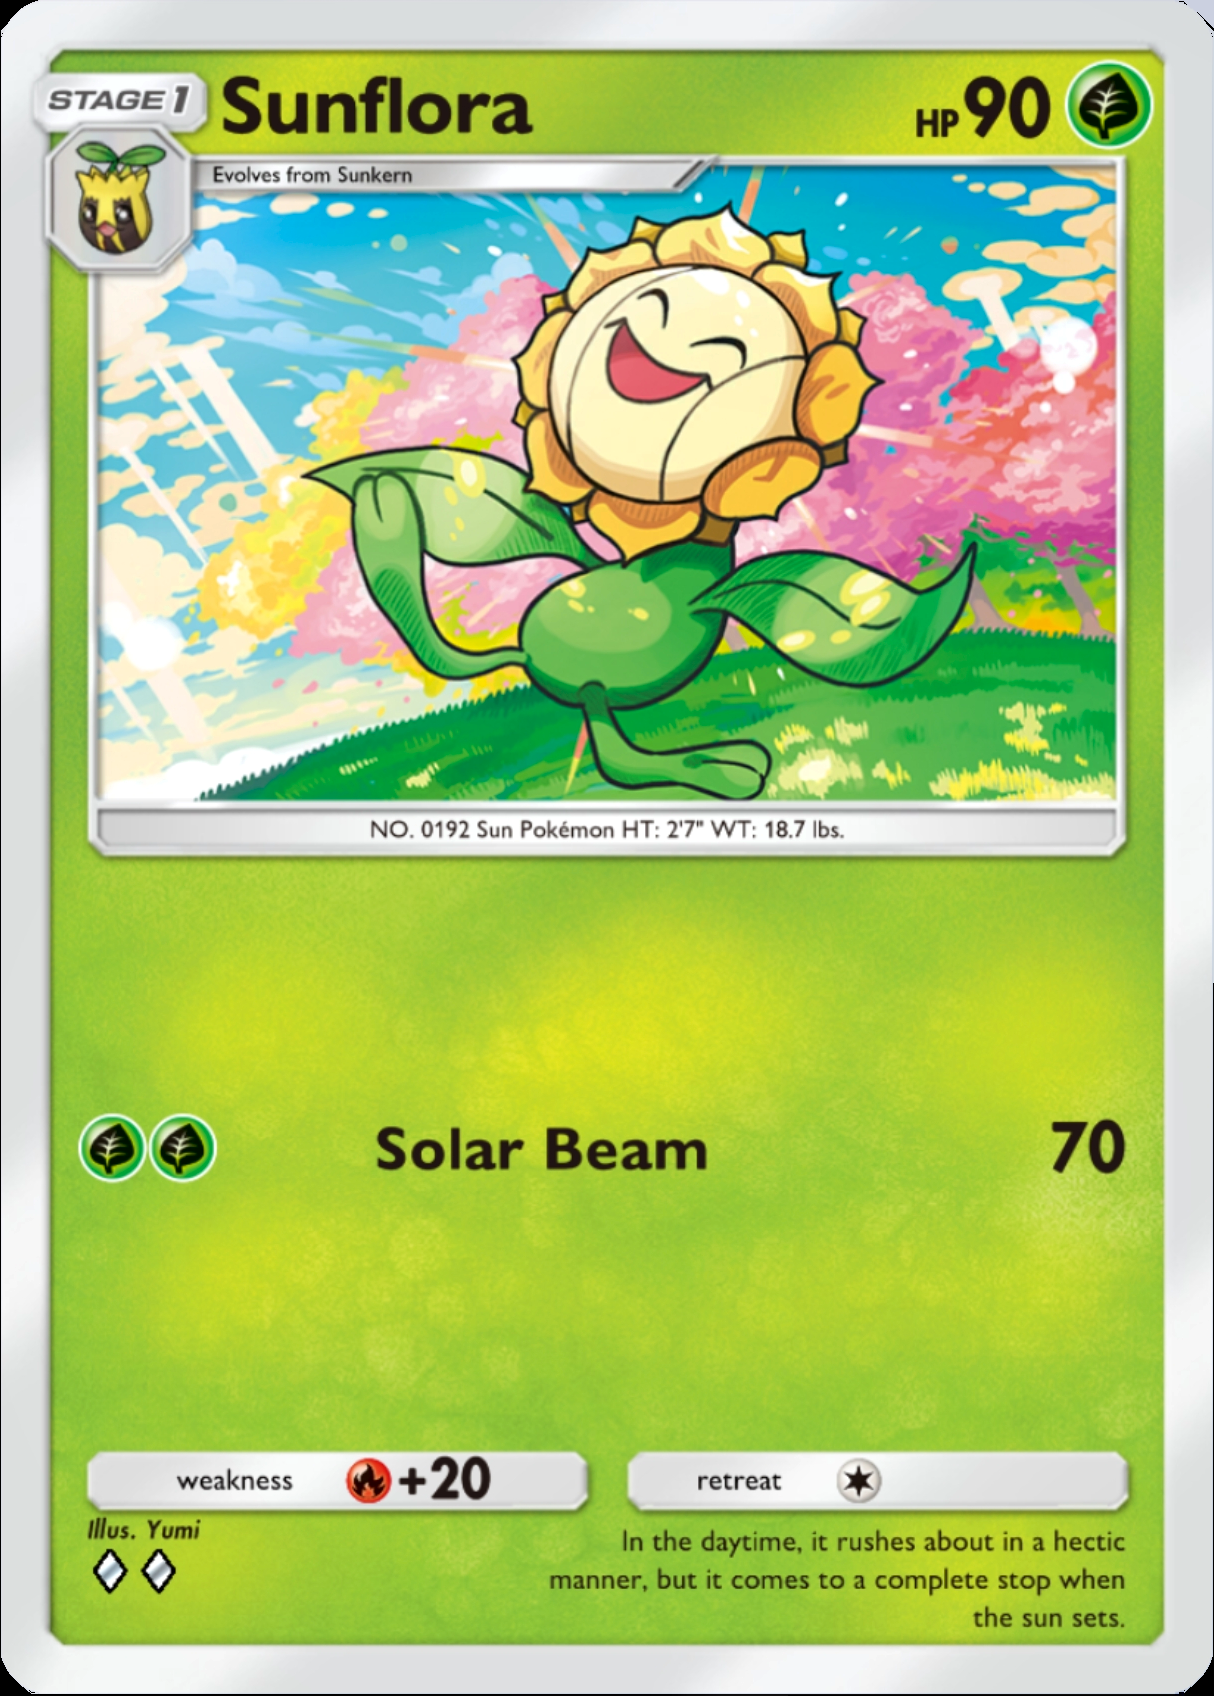 STAGE 1
Sunflora
HP 90
Evolves from Sunkern
NO. 0192 Sun Pokémon HT: 2'7" WT: 18.7 lbs.
Solar Beam 70
weakness +20
retreat
Illus. Yumi
In the daytime, it rushes about in a hectic
manner, but it comes to a complete stop when
the sun sets.